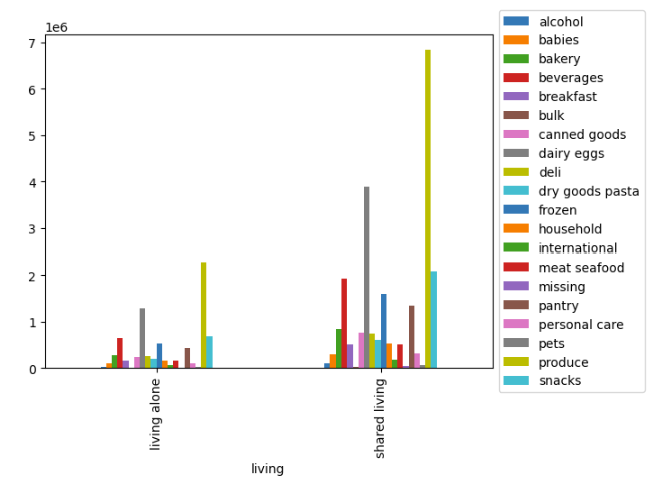 1e6
7
6
5
4
3
2
1
0
living alone
shared living
living
alcohol
babies
bakery
beverages
breakfast
bulk
canned goods
dairy eggs
deli
dry goods pasta
frozen
household
international
meat seafood
missing
pantry
personal care
pets
produce
snacks